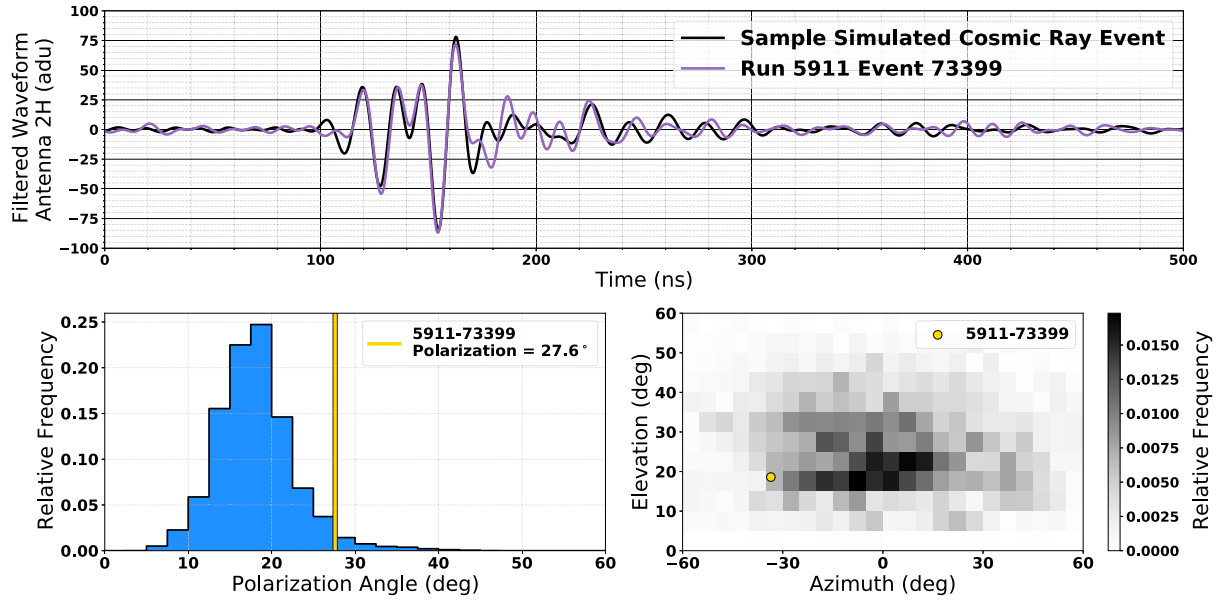 100
75
50
25
0
−25
−50
−75
−100
Filtered Waveform
Antenna 2H (adu)
Sample Simulated Cosmic Ray Event
Run 5911 Event 73399
0 100 200 300 400 500
Time (ns)
0.25
0.20
0.15
0.10
0.05
0.00
Relative Frequency
5911-73399
Polarization = 27.6°
0 10 20 30 40 50 60
Polarization Angle (deg)
60
50
40
30
20
10
0
Elevation (deg)
5911-73399
−60 −30 0 30 60
Azimuth (deg)
0.0150
0.0125
0.0100
0.0075
0.0050
0.0025
0.0000
Relative Frequency